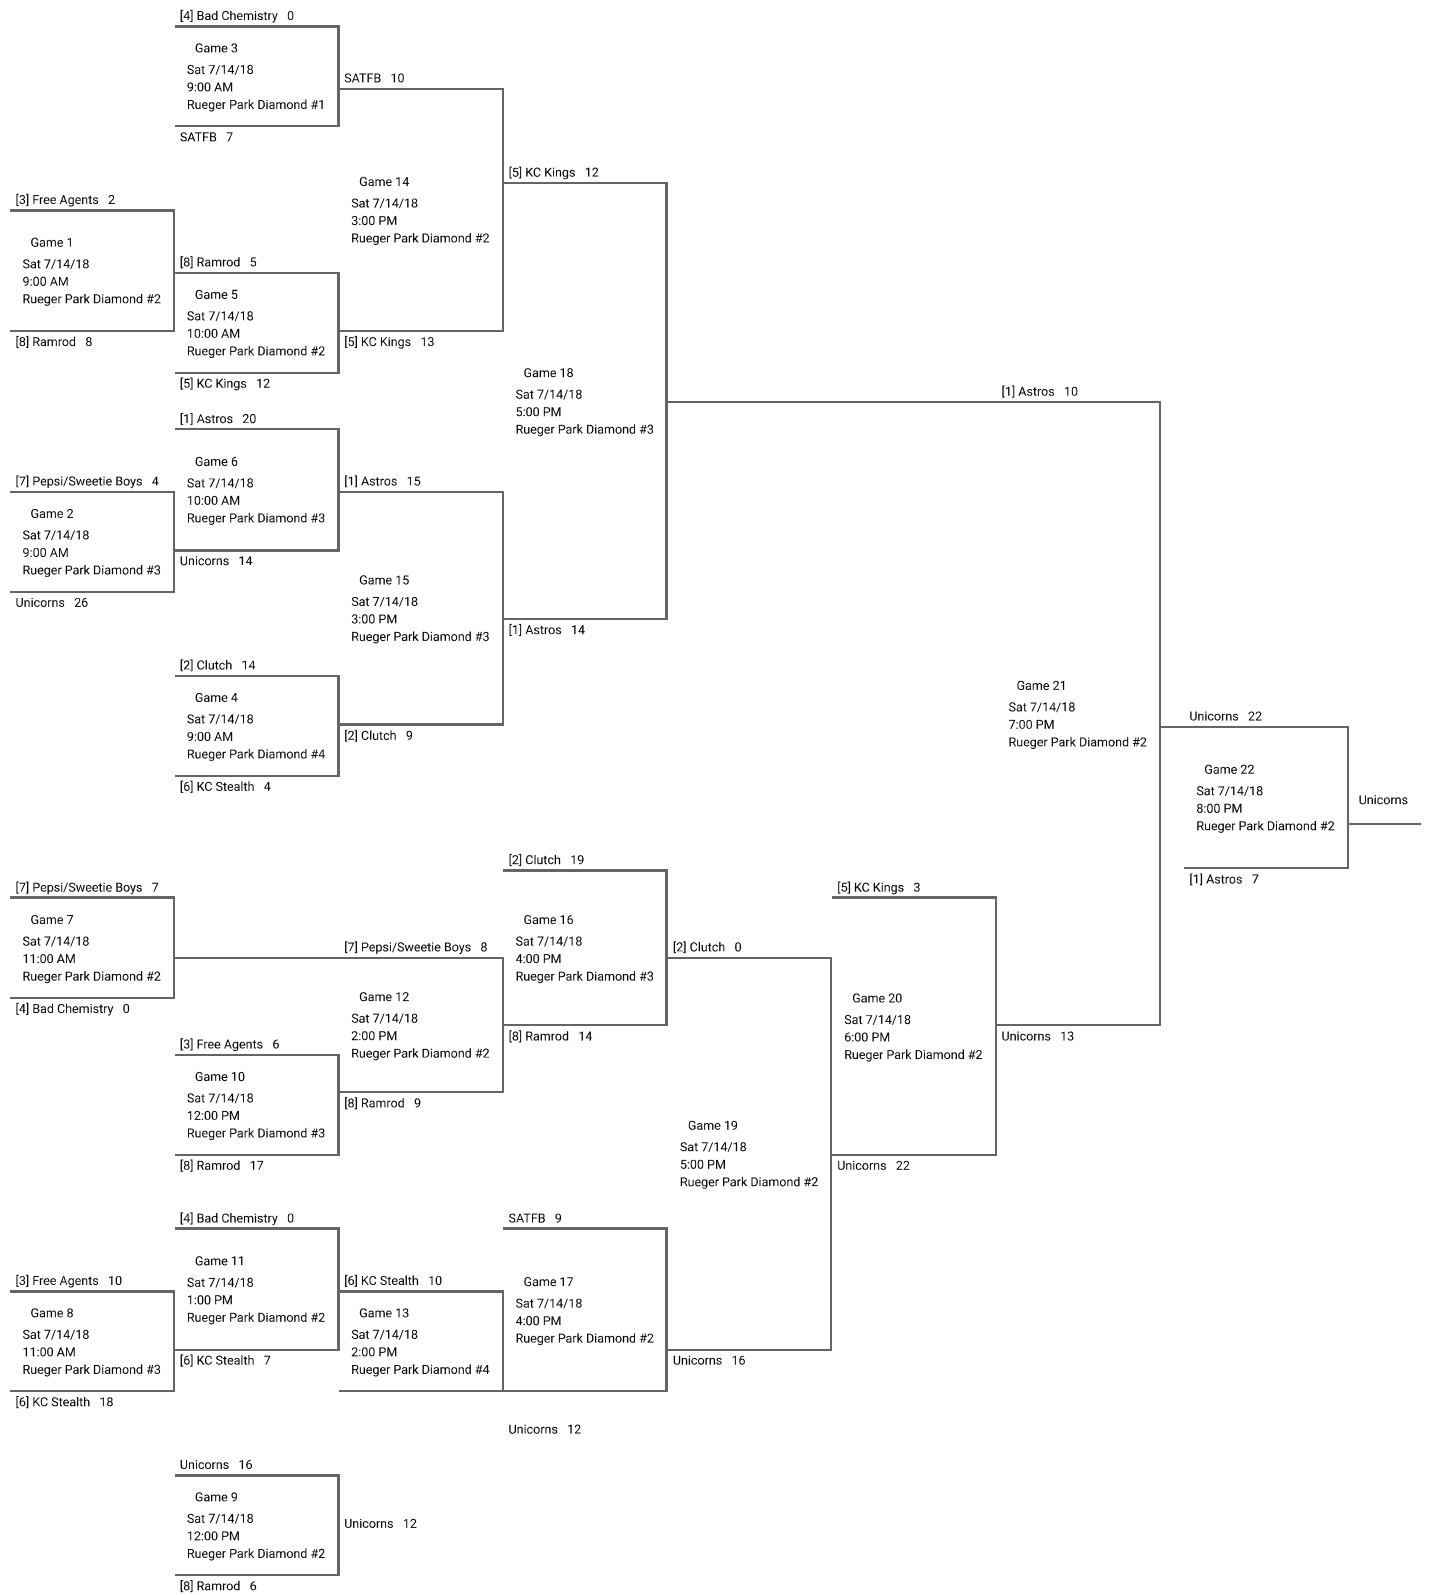 [4] Bad Chemistry 0
Game 3
Sat 7/14/18
9:00 AM
Rueger Park Diamond #1
SATFB 7
SATFB 10
Game 14
Sat 7/14/18
3:00 PM
Rueger Park Diamond #2
[5] KC Kings 12
[3] Free Agents 2
Game 1
Sat 7/14/18
9:00 AM
Rueger Park Diamond #2
[8] Ramrod 8
[8] Ramrod 5
Game 5
Sat 7/14/18
10:00 AM
Rueger Park Diamond #2
[5] KC Kings 12
[5] KC Kings 13
Game 18
Sat 7/14/18
5:00 PM
Rueger Park Diamond #3
[1] Astros 10
[1] Astros 20
Game 6
Sat 7/14/18
10:00 AM
Rueger Park Diamond #3
Unicorns 14
[7] Pepsi/Sweetie Boys 4
Game 2
Sat 7/14/18
9:00 AM
Rueger Park Diamond #3
Unicorns 26
[1] Astros 15
Game 15
Sat 7/14/18
3:00 PM
Rueger Park Diamond #3
[1] Astros 14
[2] Clutch 14
Game 4
Sat 7/14/18
9:00 AM
Rueger Park Diamond #4
[6] KC Stealth 4
[2] Clutch 9
Game 21
Sat 7/14/18
7:00 PM
Rueger Park Diamond #2
Unicorns 22
Game 22
Sat 7/14/18
8:00 PM
Rueger Park Diamond #2
[1] Astros 7
Unicorns
[7] Pepsi/Sweetie Boys 7
Game 7
Sat 7/14/18
11:00 AM
Rueger Park Diamond #2
[4] Bad Chemistry 0
[7] Pepsi/Sweetie Boys 8
Game 12
Sat 7/14/18
2:00 PM
Rueger Park Diamond #2
[8] Ramrod 9
[2] Clutch 19
Game 16
Sat 7/14/18
4:00 PM
Rueger Park Diamond #3
[8] Ramrod 14
[2] Clutch 0
[5] KC Kings 3
Game 20
Sat 7/14/18
6:00 PM
Rueger Park Diamond #2
Unicorns 13
[3] Free Agents 6
Game 10
Sat 7/14/18
12:00 PM
Rueger Park Diamond #3
[8] Ramrod 17
Game 19
Sat 7/14/18
5:00 PM
Rueger Park Diamond #2
Unicorns 22
[4] Bad Chemistry 0
Game 11
Sat 7/14/18
1:00 PM
Rueger Park Diamond #2
[6] KC Stealth 7
[3] Free Agents 10
Game 8
Sat 7/14/18
11:00 AM
Rueger Park Diamond #3
[6] KC Stealth 18
[6] KC Stealth 10
Game 13
Sat 7/14/18
2:00 PM
Rueger Park Diamond #4
SATFB 9
Game 17
Sat 7/14/18
4:00 PM
Rueger Park Diamond #2
Unicorns 16
Unicorns 12
Unicorns 16
Game 9
Sat 7/14/18
12:00 PM
Rueger Park Diamond #2
[8] Ramrod 6
Unicorns 12